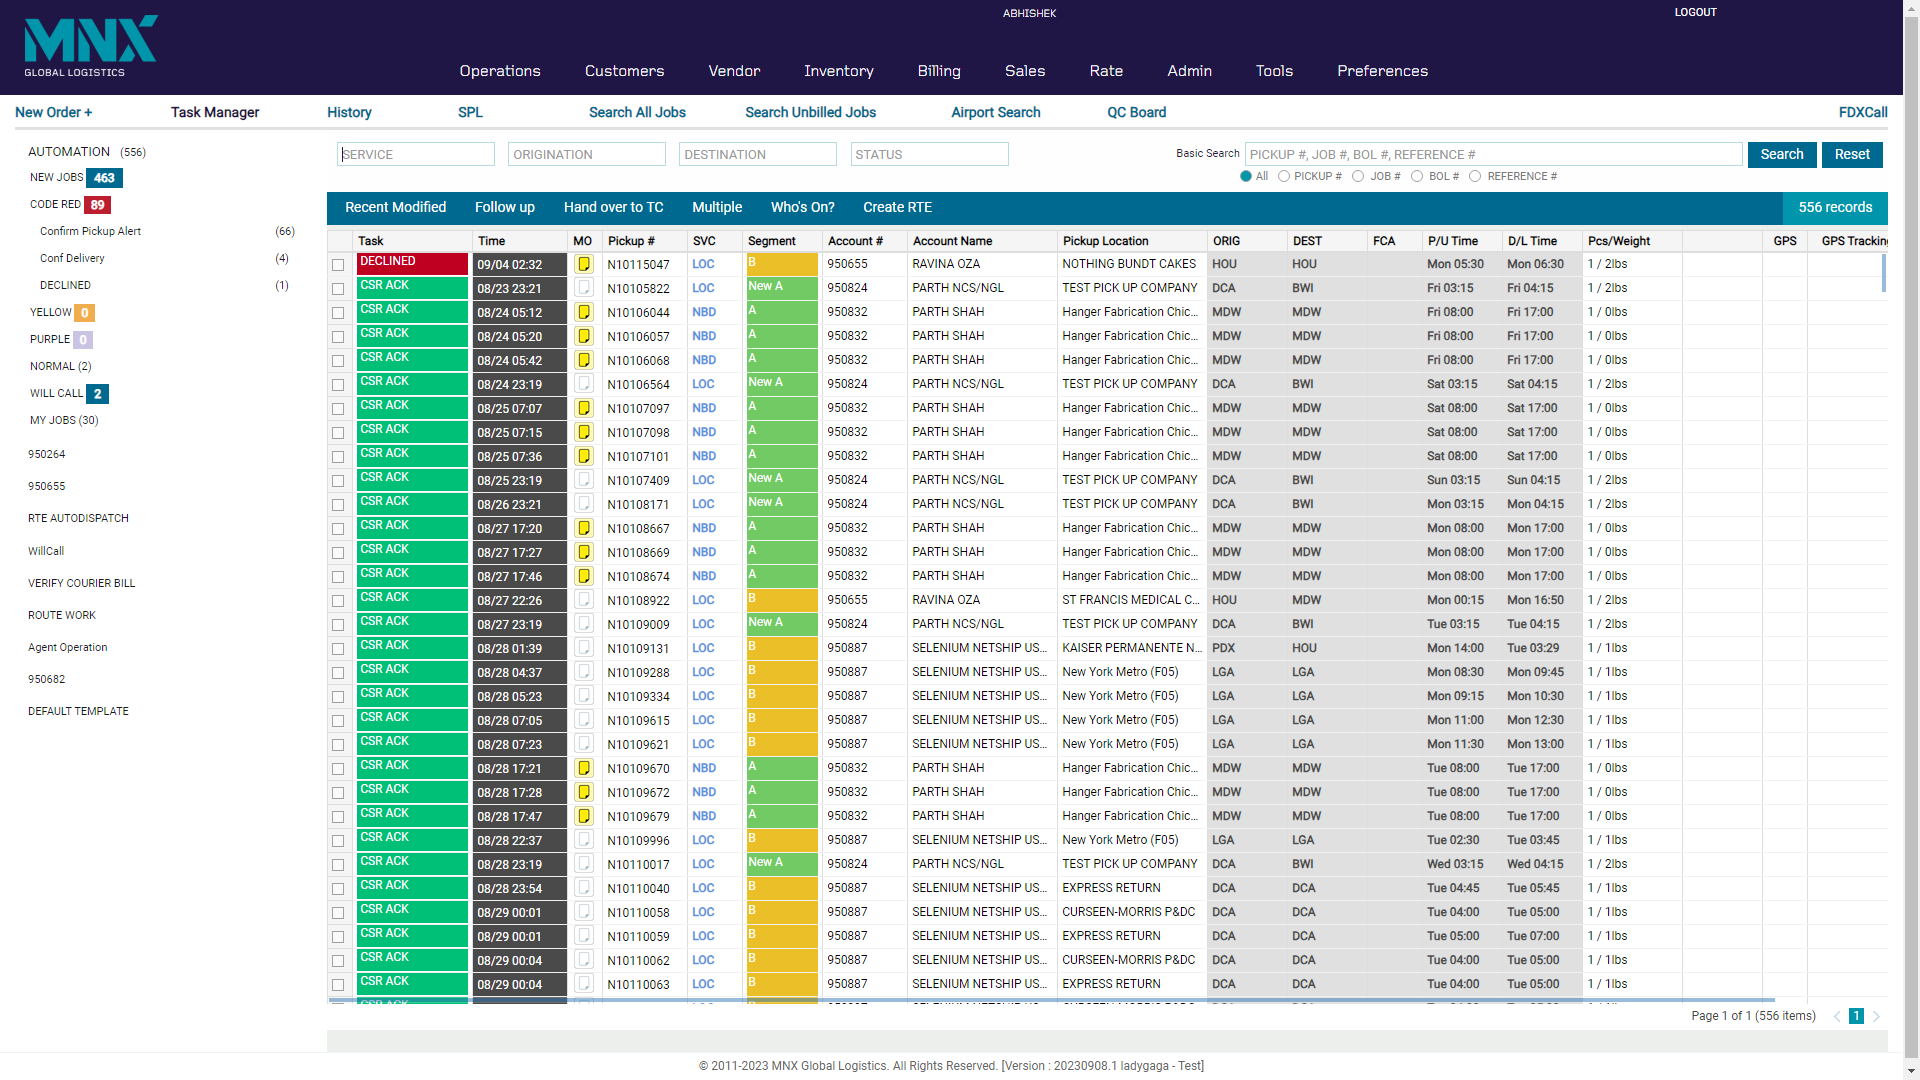 MNX
GLOBAL LOGISTICS
ABHISHEK
LOGOUT
Operations Customers Vendor Inventory Billing Sales Rate Admin Tools Preferences
New Order + Task Manager History SPL Search All Jobs Search Unbilled Jobs Airport Search QC Board FDXCall
AUTOMATION (556)
NEW JOBS 463
CODE RED 89
Confirm Pickup Alert (66)
Conf Delivery (4)
DECLINED (1)
YELLOW 0
PURPLE 0
NORMAL (2)
WILL CALL 2
MY JOBS (30)
950264
950655
RTE AUTODISPATCH
WillCall
VERIFY COURIER BILL
ROUTE WORK
Agent Operation
950682
DEFAULT TEMPLATE
SERVICE ORIGINATION DESTINATION STATUS
Basic Search PICKUP #, JOB #, BOL #, REFERENCE # Search Reset
All PICKUP # JOB # BOL # REFERENCE #
Recent Modified Follow up Hand over to TC Multiple Who's On? Create RTE 556 records
Task Time MO Pickup # SVC Segment Account # Account Name Pickup Location ORIG DEST FCA P/U Time D/L Time Pcs/Weight GPS GPS Tracking
DECLINED 09/04 02:32 N10115047 LOC B 950655 RAVINA OZA NOTHING BUNDT CAKES HOU HOU Mon 05:30 Mon 06:30 1 / 2lbs
CSR ACK 08/23 23:21 N10105822 LOC New A 950824 PARTH NCS/NGL TEST PICK UP COMPANY DCA BWI Fri 03:15 Fri 04:15 1 / 2lbs
CSR ACK 08/24 05:12 N10106044 NBD A 950832 PARTH SHAH Hanger Fabrication Chic... MDW MDW Fri 08:00 Fri 17:00 1 / 0lbs
CSR ACK 08/24 05:20 N10106057 NBD A 950832 PARTH SHAH Hanger Fabrication Chic... MDW MDW Fri 08:00 Fri 17:00 1 / 0lbs
CSR ACK 08/24 05:42 N10106068 NBD A 950832 PARTH SHAH Hanger Fabrication Chic... MDW MDW Fri 08:00 Fri 17:00 1 / 0lbs
CSR ACK 08/24 23:19 N10106564 LOC New A 950824 PARTH NCS/NGL TEST PICK UP COMPANY DCA BWI Sat 03:15 Sat 04:15 1 / 2lbs
CSR ACK 08/25 07:07 N10107097 NBD A 950832 PARTH SHAH Hanger Fabrication Chic... MDW MDW Sat 08:00 Sat 17:00 1 / 0lbs
CSR ACK 08/25 07:15 N10107098 NBD A 950832 PARTH SHAH Hanger Fabrication Chic... MDW MDW Sat 08:00 Sat 17:00 1 / 0lbs
CSR ACK 08/25 07:36 N10107101 NBD A 950832 PARTH SHAH Hanger Fabrication Chic... MDW MDW Sat 08:00 Sat 17:00 1 / 0lbs
CSR ACK 08/25 23:19 N10107409 LOC New A 950824 PARTH NCS/NGL TEST PICK UP COMPANY DCA BWI Sun 03:15 Sun 04:15 1 / 2lbs
CSR ACK 08/26 23:21 N10108171 LOC New A 950824 PARTH NCS/NGL TEST PICK UP COMPANY DCA BWI Mon 03:15 Mon 04:15 1 / 2lbs
CSR ACK 08/27 17:20 N10108667 NBD A 950832 PARTH SHAH Hanger Fabrication Chic... MDW MDW Mon 08:00 Mon 17:00 1 / 0lbs
CSR ACK 08/27 17:27 N10108669 NBD A 950832 PARTH SHAH Hanger Fabrication Chic... MDW MDW Mon 08:00 Mon 17:00 1 / 0lbs
CSR ACK 08/27 17:46 N10108674 NBD A 950832 PARTH SHAH Hanger Fabrication Chic... MDW MDW Mon 08:00 Mon 17:00 1 / 0lbs
CSR ACK 08/27 22:26 N10108922 LOC B 950655 RAVINA OZA ST FRANCIS MEDICAL C... HOU MDW Mon 00:15 Mon 16:50 1 / 2lbs
CSR ACK 08/27 23:19 N10109009 LOC New A 950824 PARTH NCS/NGL TEST PICK UP COMPANY DCA BWI Tue 03:15 Tue 04:15 1 / 2lbs
CSR ACK 08/28 01:39 N10109131 LOC B 950887 SELENIUM NETSHIP US... KAISER PERMANENTE N... PDX HOU Mon 14:00 Tue 03:29 1 / 1lbs
CSR ACK 08/28 04:37 N10109288 LOC B 950887 SELENIUM NETSHIP US... New York Metro (F05) LGA LGA Mon 08:30 Mon 09:45 1 / 1lbs
CSR ACK 08/28 05:23 N10109334 LOC B 950887 SELENIUM NETSHIP US... New York Metro (F05) LGA LGA Mon 09:15 Mon 10:30 1 / 1lbs
CSR ACK 08/28 07:05 N10109615 LOC B 950887 SELENIUM NETSHIP US... New York Metro (F05) LGA LGA Mon 11:00 Mon 12:30 1 / 1lbs
CSR ACK 08/28 07:23 N10109621 LOC B 950887 SELENIUM NETSHIP US... New York Metro (F05) LGA LGA Mon 11:30 Mon 13:00 1 / 1lbs
CSR ACK 08/28 17:21 N10109670 NBD A 950832 PARTH SHAH Hanger Fabrication Chic... MDW MDW Tue 08:00 Tue 17:00 1 / 0lbs
CSR ACK 08/28 17:28 N10109672 NBD A 950832 PARTH SHAH Hanger Fabrication Chic... MDW MDW Tue 08:00 Tue 17:00 1 / 0lbs
CSR ACK 08/28 17:47 N10109679 NBD A 950832 PARTH SHAH Hanger Fabrication Chic... MDW MDW Tue 08:00 Tue 17:00 1 / 0lbs
CSR ACK 08/28 22:37 N10109996 LOC B 950887 SELENIUM NETSHIP US... New York Metro (F05) LGA LGA Tue 02:30 Tue 03:45 1 / 1lbs
CSR ACK 08/28 23:19 N10110017 LOC New A 950824 PARTH NCS/NGL TEST PICK UP COMPANY DCA BWI Wed 03:15 Wed 04:15 1 / 2lbs
CSR ACK 08/28 23:54 N10110040 LOC B 950887 SELENIUM NETSHIP US... EXPRESS RETURN DCA DCA Tue 04:45 Tue 05:45 1 / 1lbs
CSR ACK 08/29 00:01 N10110058 LOC B 950887 SELENIUM NETSHIP US... CURSEEN-MORRIS P&DC DCA DCA Tue 04:00 Tue 05:00 1 / 1lbs
CSR ACK 08/29 00:01 N10110059 LOC B 950887 SELENIUM NETSHIP US... EXPRESS RETURN DCA DCA Tue 05:00 Tue 07:00 1 / 1lbs
CSR ACK 08/29 00:04 N10110062 LOC B 950887 SELENIUM NETSHIP US... CURSEEN-MORRIS P&DC DCA DCA Tue 04:00 Tue 05:00 1 / 1lbs
CSR ACK 08/29 00:04 N10110063 LOC B 950887 SELENIUM NETSHIP US... EXPRESS RETURN DCA DCA Tue 04:00 Tue 05:00 1 / 1lbs
Page 1 of 1 (556 items) 1
© 2011-2023 MNX Global Logistics. All Rights Reserved. [Version : 20230908.1 ladygaga - Test]